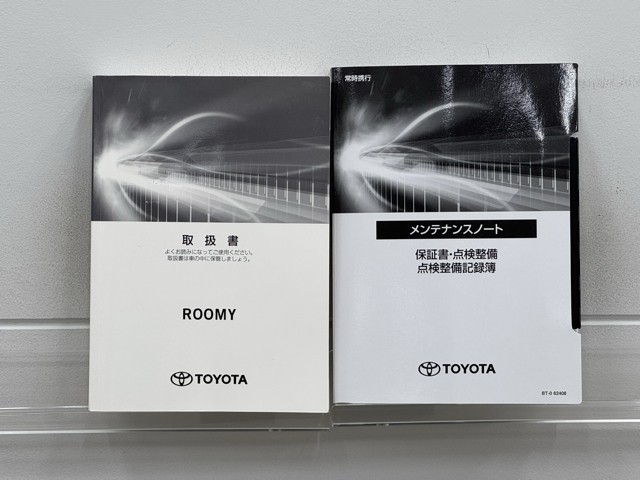 取扱書
よくお読みになってご使用ください。
取扱書は車の中に保管しましょう。
ROOMY
TOYOTA
常時携行
メンテナンスノート
保証書・点検整備
点検整備記録簿
TOYOTA